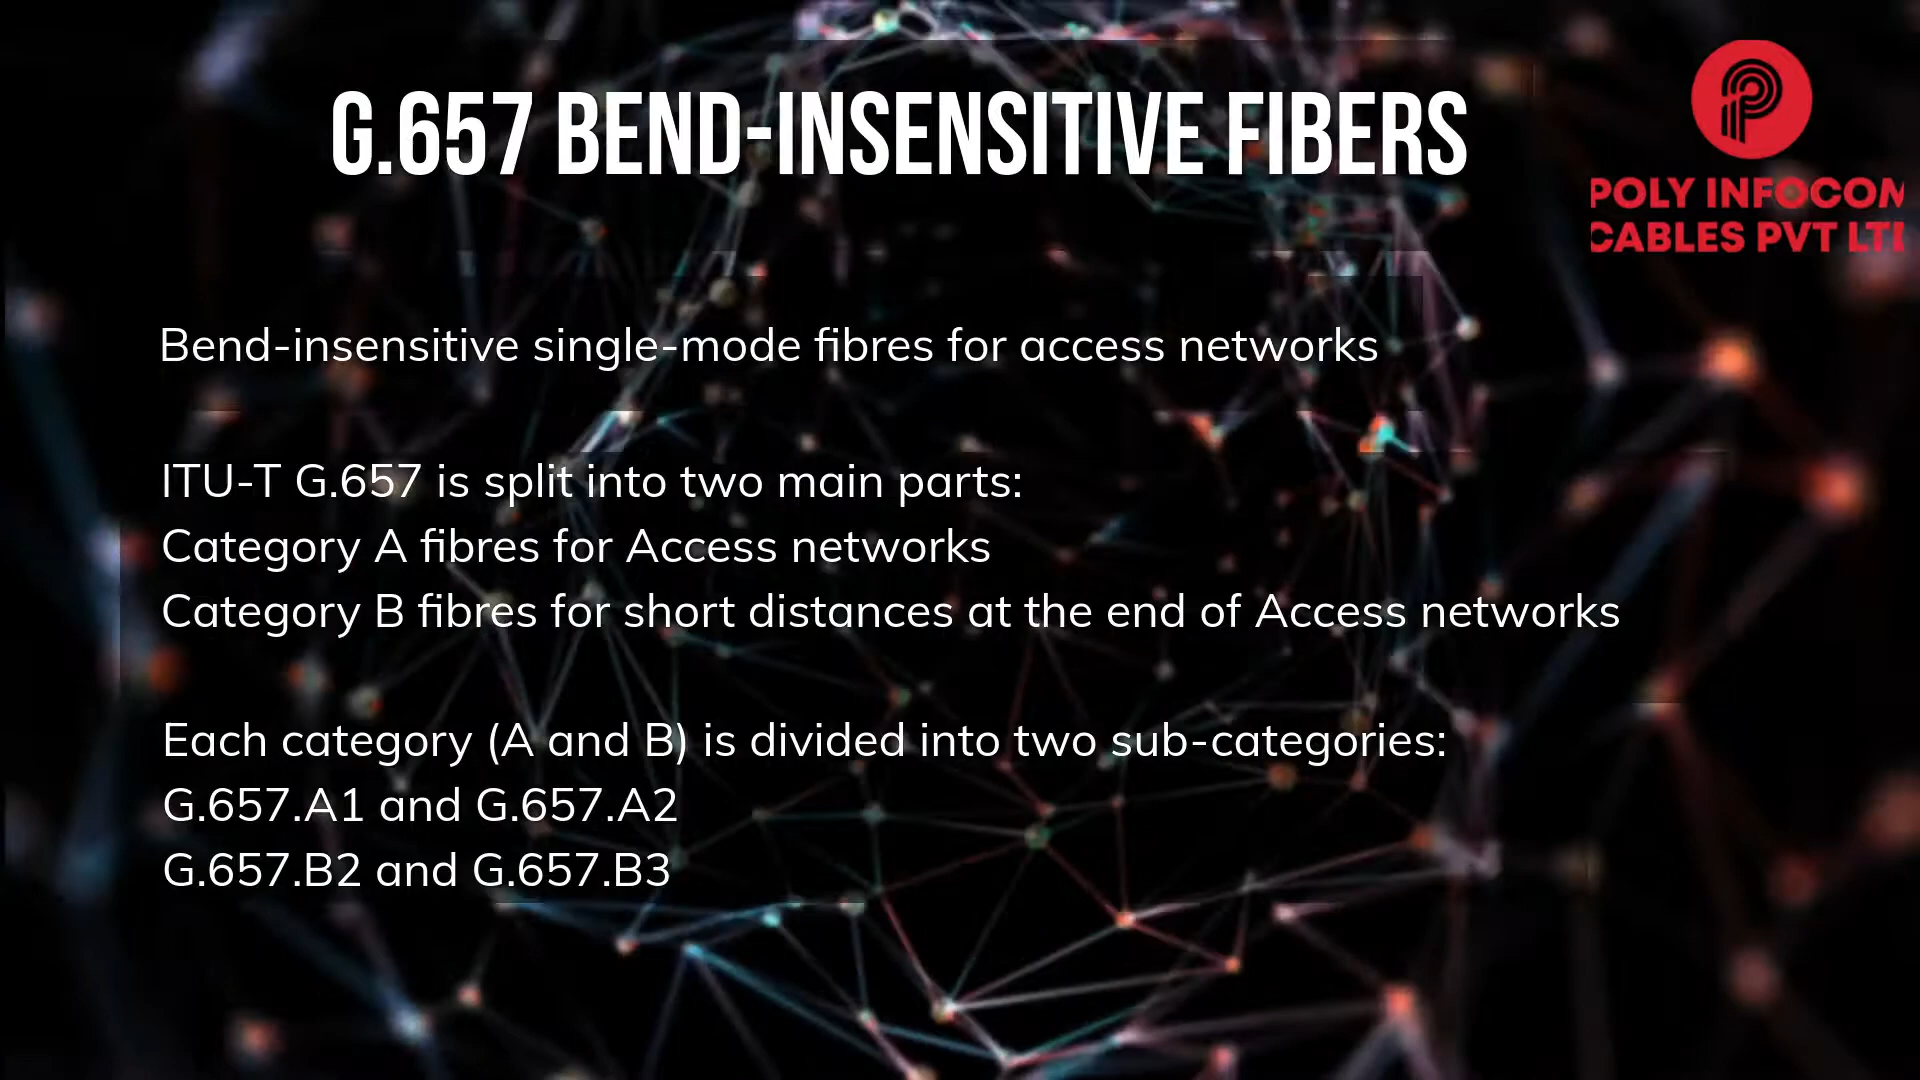 G.657 BEND-INSENSITIVE FIBERS
POLY INFOCOM
CABLES PVT LTD
Bend-insensitive single-mode fibres for access networks
ITU-T G.657 is split into two main parts:
Category A fibres for Access networks
Category B fibres for short distances at the end of Access networks
Each category (A and B) is divided into two sub-categories:
G.657.A1 and G.657.A2
G.657.B2 and G.657.B3